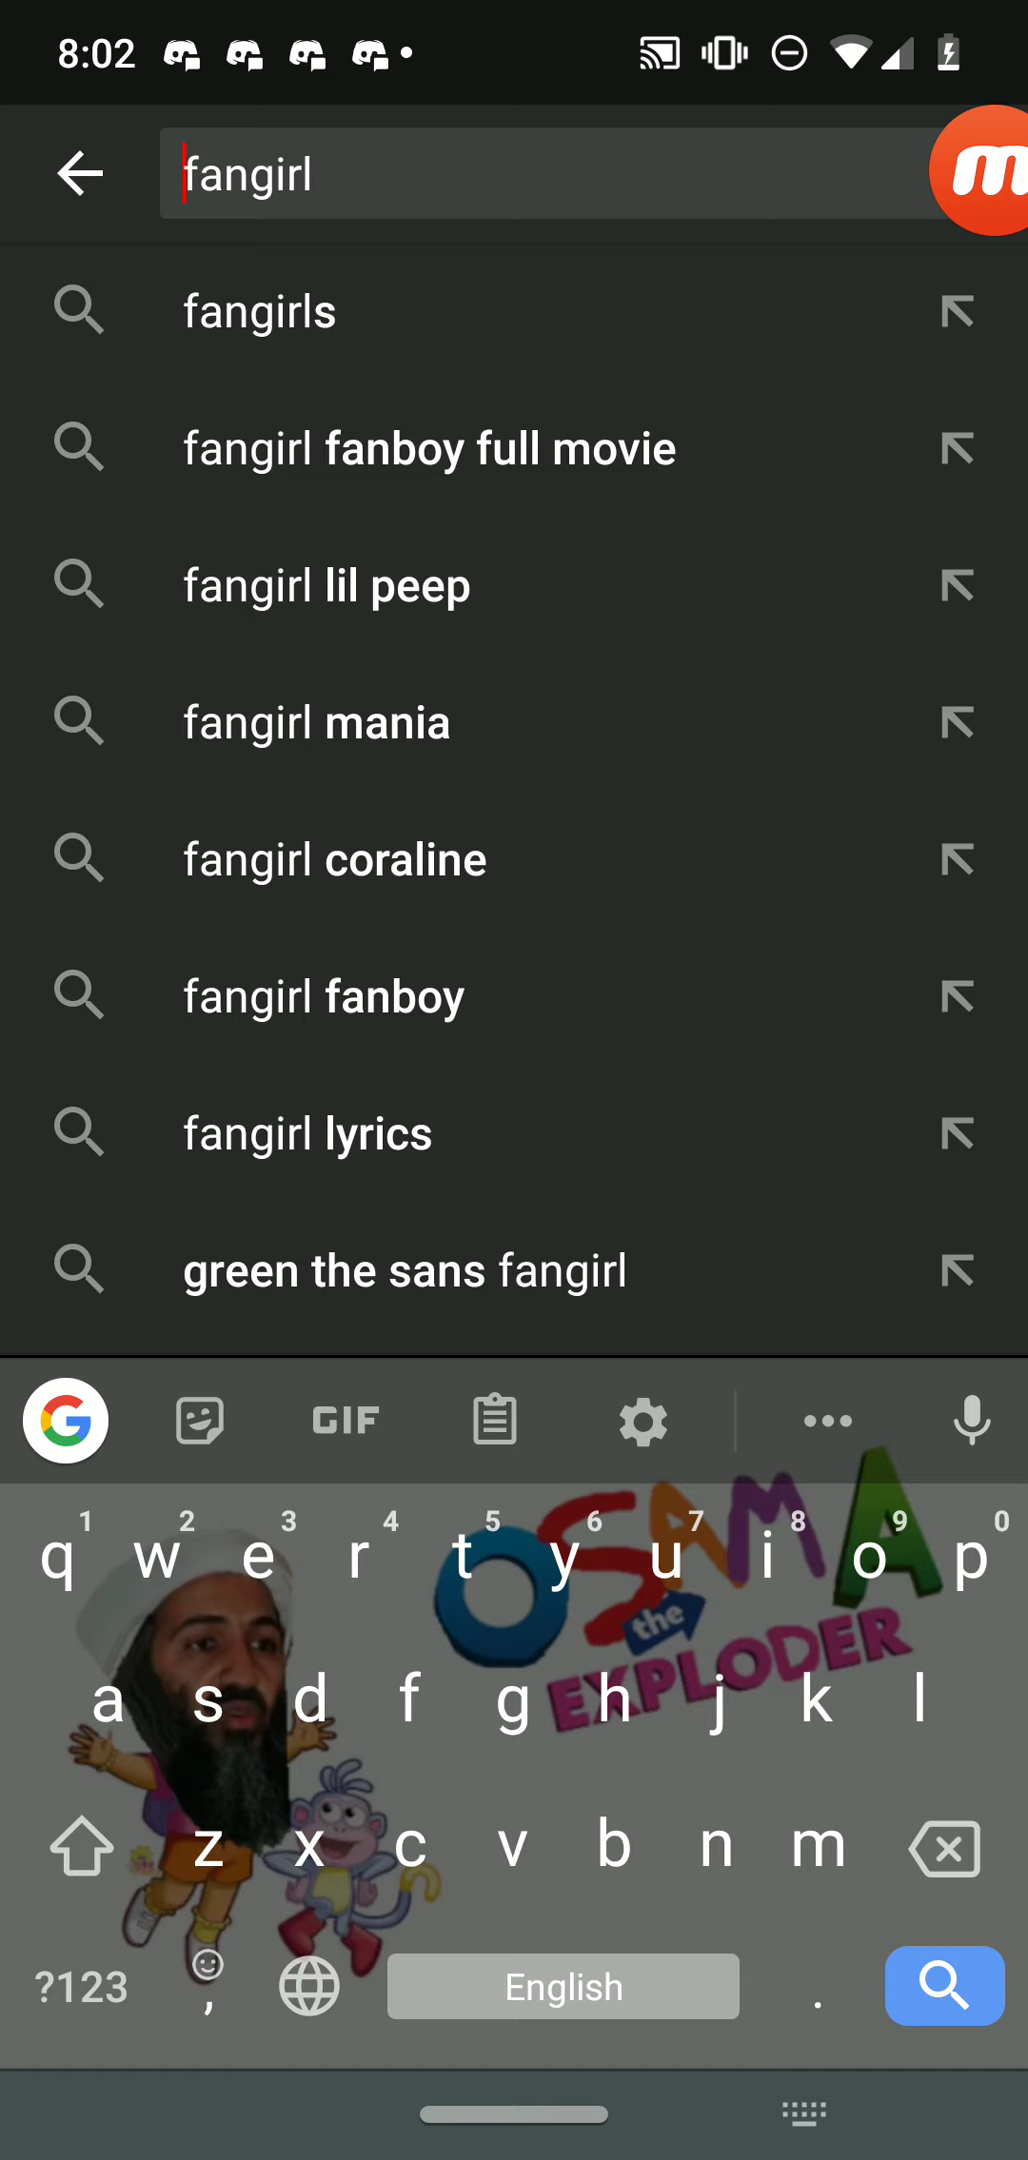 8:02
fangirl
m
fangirls
fangirl fanboy full movie
fangirl lil peep
fangirl mania
fangirl coraline
fangirl fanboy
fangirl lyrics
green the sans fangirl
G GIF
OSAMA
the
EXPLODER
1 2 3 4 5 6 7 8 9 0
q w e r t y u i o p
a s d f g h j k l
z x c v b n m
?123 , English .